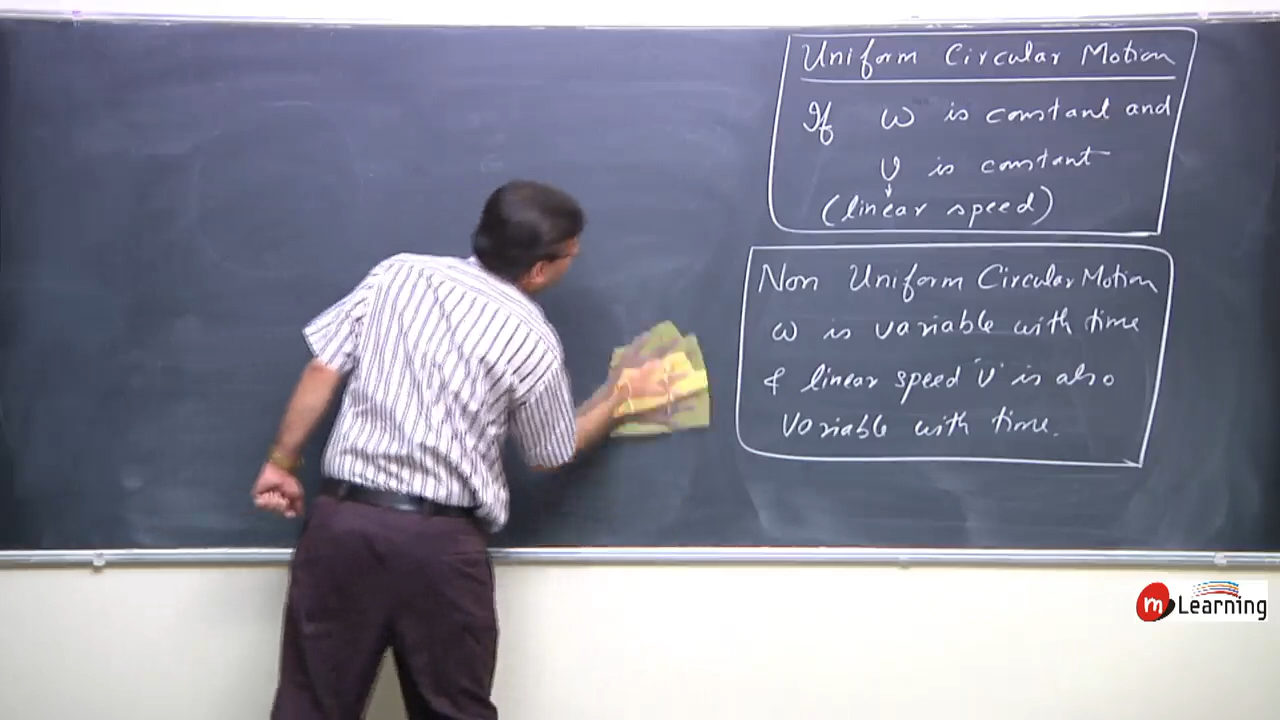 Uniform Circular Motion
If ω is constant and
v is constant
(linear speed)
Non Uniform Circular Motion
ω is variable with time
& linear speed 'v' is also
variable with time.
m Learning